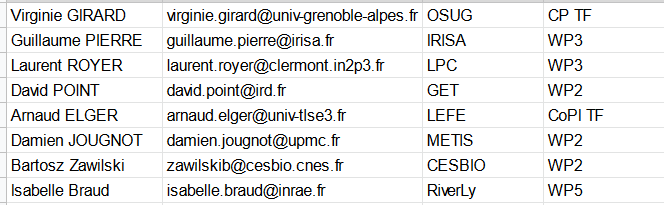 Virginie GIRARD virginie.girard@univ-grenoble-alpes.fr OSUG CP TF
Guillaume PIERRE guillaume.pierre@irisa.fr IRISA WP3
Laurent ROYER laurent.royer@clermont.in2p3.fr LPC WP3
David POINT david.point@ird.fr GET WP2
Arnaud ELGER arnaud.elger@univ-tlse3.fr LEFE CoPI TF
Damien JOUGNOT damien.jougnot@upmc.fr METIS WP2
Bartosz Zawilski zawilskib@cesbio.cnes.fr CESBIO WP2
Isabelle Braud isabelle.braud@inrae.fr RiverLy WP5